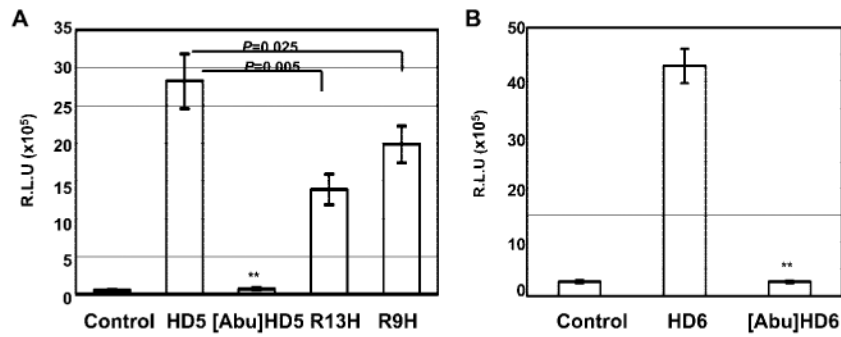 A
35
30
25
20
15
10
5
0
R.L.U (x10⁵)
P=0.025
P=0.005
**
Control HD5 [Abu]HD5 R13H R9H
B
50
40
30
20
10
0
R.L.U (x10⁵)
**
Control HD6 [Abu]HD6